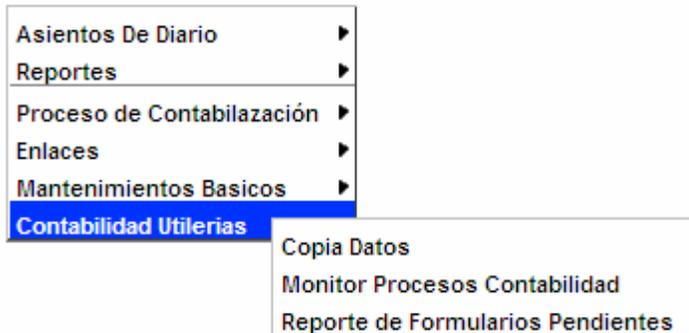 Asientos De Diario
Reportes
Proceso de Contabilazación
Enlaces
Mantenimientos Basicos
Contabilidad Utilerias
Copia Datos
Monitor Procesos Contabilidad
Reporte de Formularios Pendientes